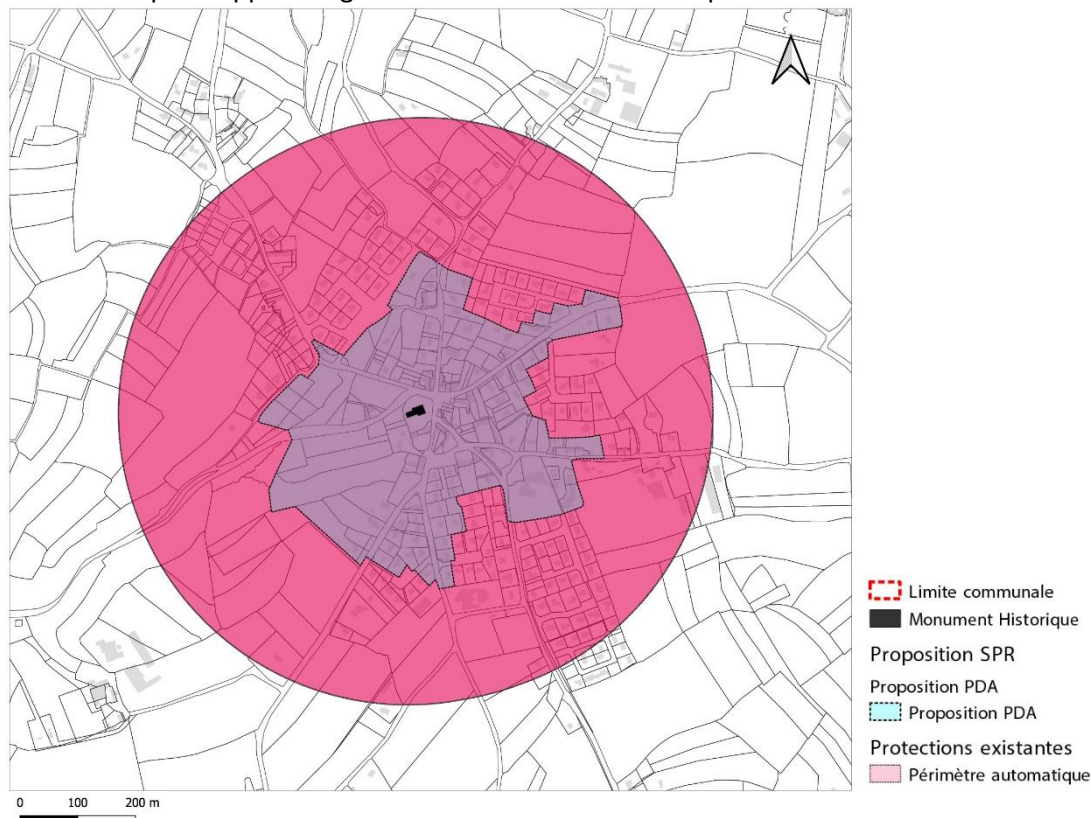 0 100 200 m
Limite communale
Monument Historique
Proposition SPR
Proposition PDA
Proposition PDA
Protections existantes
Périmètre automatique